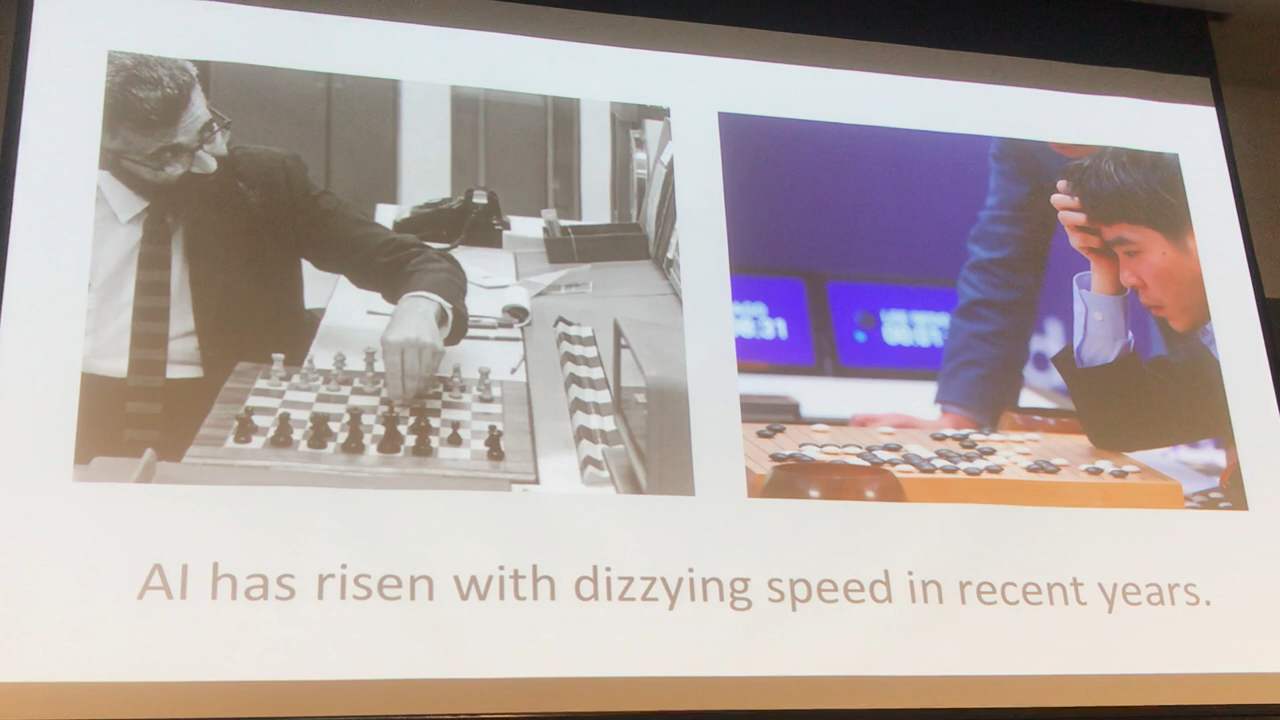 AI has risen with dizzying speed in recent years.